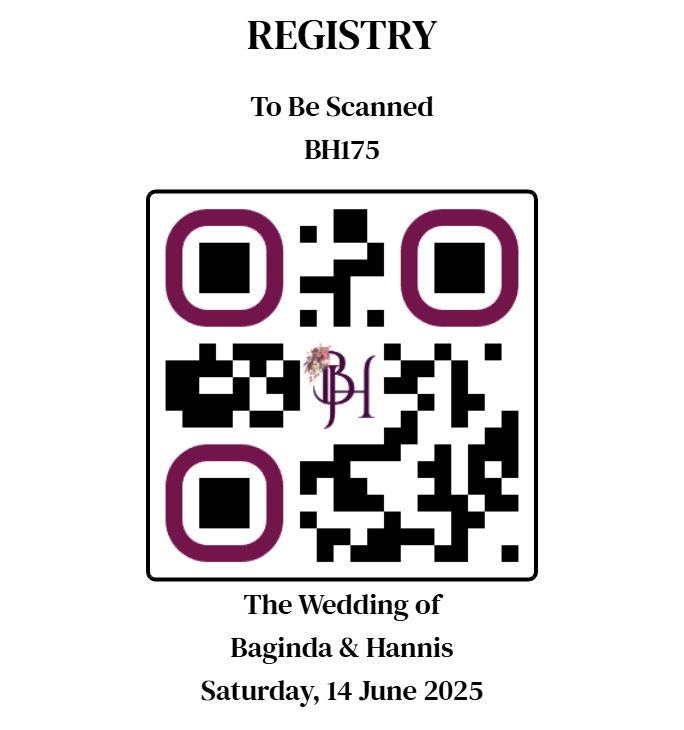 REGISTRY
To Be Scanned
BH175
BH
The Wedding of
Baginda & Hannis
Saturday, 14 June 2025